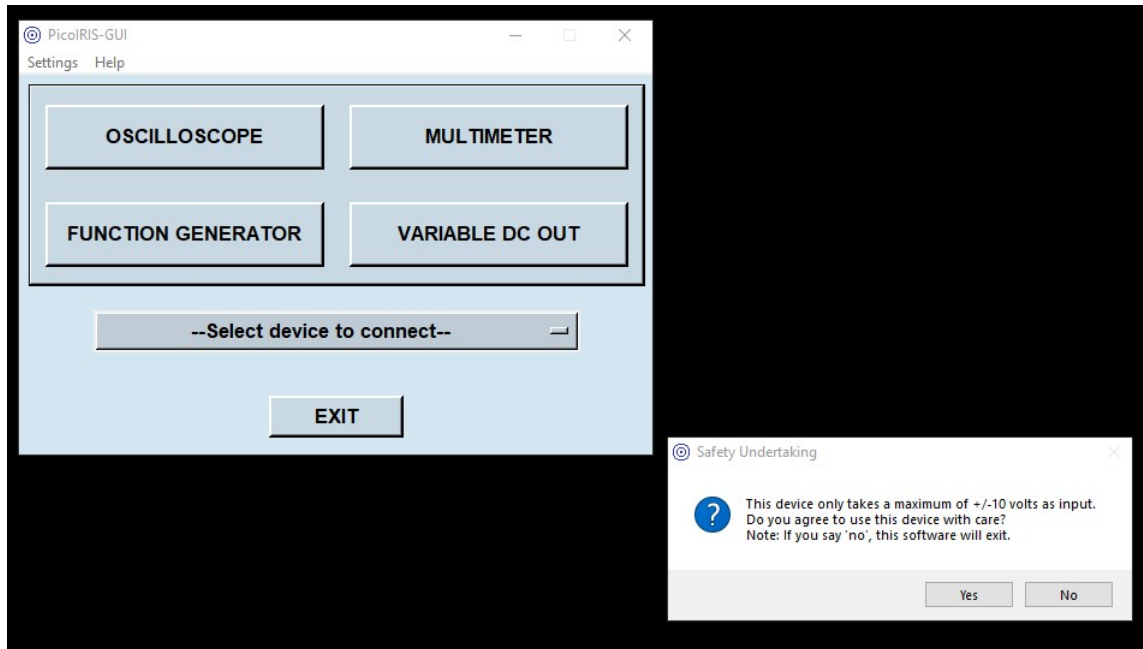 PicoIRIS-GUI
Settings Help
OSCILLOSCOPE
MULTIMETER
FUNCTION GENERATOR
VARIABLE DC OUT
--Select device to connect--
EXIT
Safety Undertaking
This device only takes a maximum of +/-10 volts as input.
Do you agree to use this device with care?
Note: If you say 'no', this software will exit.
Yes
No